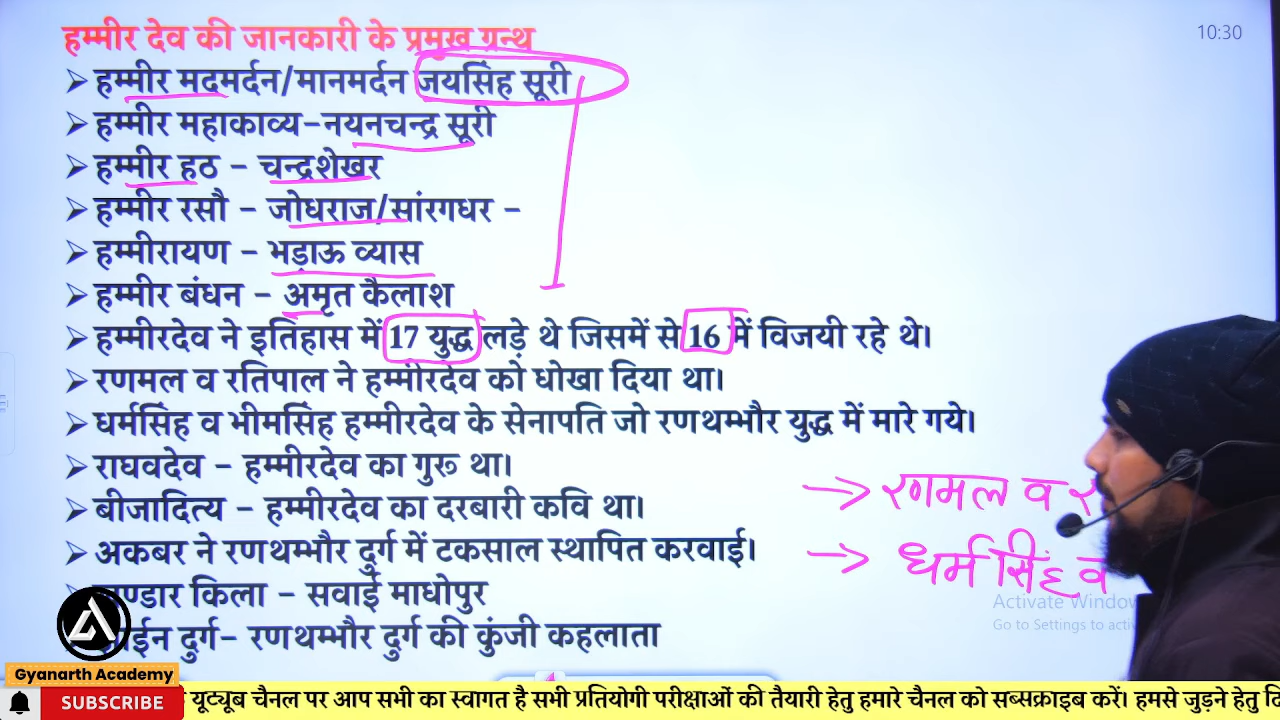 हम्मीर देव की जानकारी के प्रमुख ग्रन्थ
10:30
➢ हम्मीर मदमर्दन/मानमर्दन जयसिंह सूरी
➢ हम्मीर महाकाव्य-नयनचन्द्र सूरी
➢ हम्मीर हठ - चन्द्रशेखर
➢ हम्मीर रसौ - जोधराज/सांरगधर -
➢ हम्मीरायण - भड़ाऊ व्यास
➢ हम्मीर बंधन - अमृत कैलाश
➢ हम्मीरदेव ने इतिहास में 17 युद्ध लड़े थे जिसमें से 16 में विजयी रहे थे।
➢ रणमल व रतिपाल ने हम्मीरदेव को धोखा दिया था।
➢ धर्मसिंह व भीमसिंह हम्मीरदेव के सेनापति जो रणथम्भौर युद्ध में मारे गये।
➢ राघवदेव - हम्मीरदेव का गुरू था।
➢ बीजादित्य - हम्मीरदेव का दरबारी कवि था।
➢ अकबर ने रणथम्भौर दुर्ग में टकसाल स्थापित करवाई।
किला - सवाई माधोपुर
दुर्ग- रणथम्भौर दुर्ग की कुंजी कहलाता
→ रणमल व
→ धर्मसिंह व
Activate
Go to Settings to
Gyanarth Academy
SUBSCRIBE
यूट्यूब चैनल पर आप सभी का स्वागत है सभी प्रतियोगी परीक्षाओं की तैयारी हेतु हमारे चैनल को सब्सक्राइब करें। हमसे जुड़ने हेतु